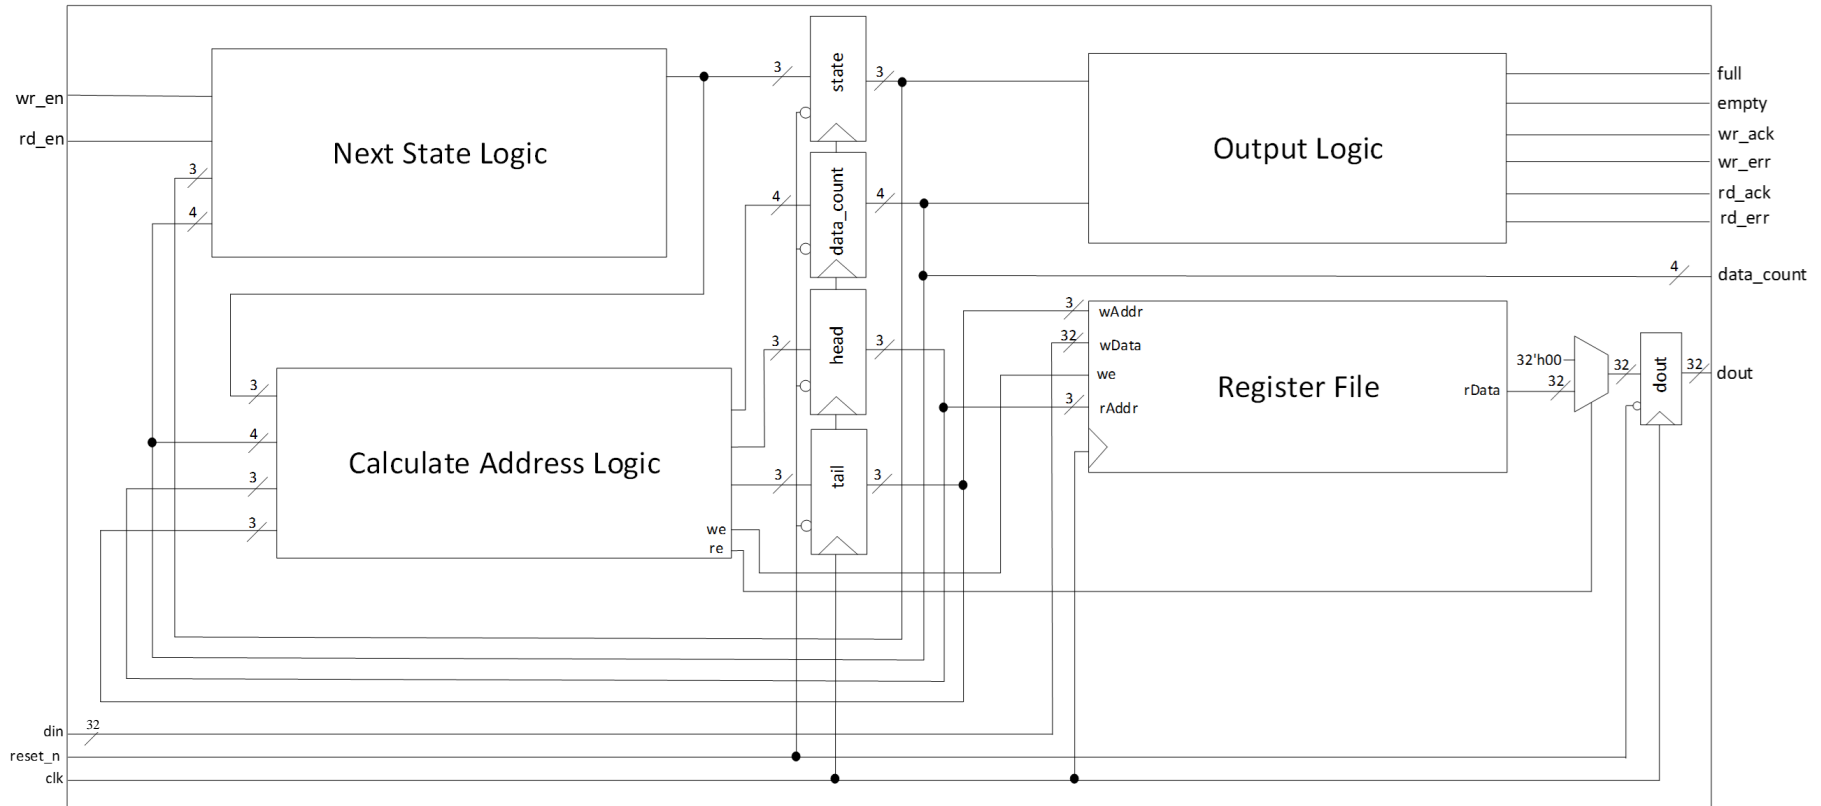 wr_en
rd_en
3
4
Next State Logic
3
state
3
4
data_count
4
Output Logic
full
empty
wr_ack
wr_err
rd_ack
rd_err
4
data_count
3
4
3
3
Calculate Address Logic
we
re
3
head
3
3
tail
3
3
wAddr
32
wData
we
3
rAddr
Register File
rData
32'h00
32
32
dout
32
dout
din
32
reset_n
clk